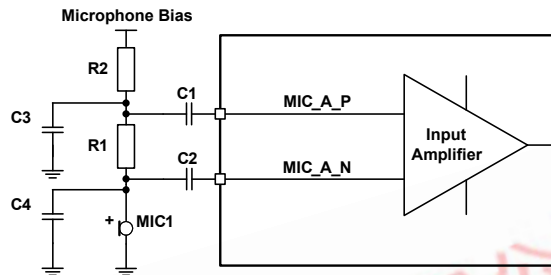 Microphone Bias
R2
C1
MIC_A_P
C3
R1
Input
Amplifier
C2
MIC_A_N
C4
+
MIC1